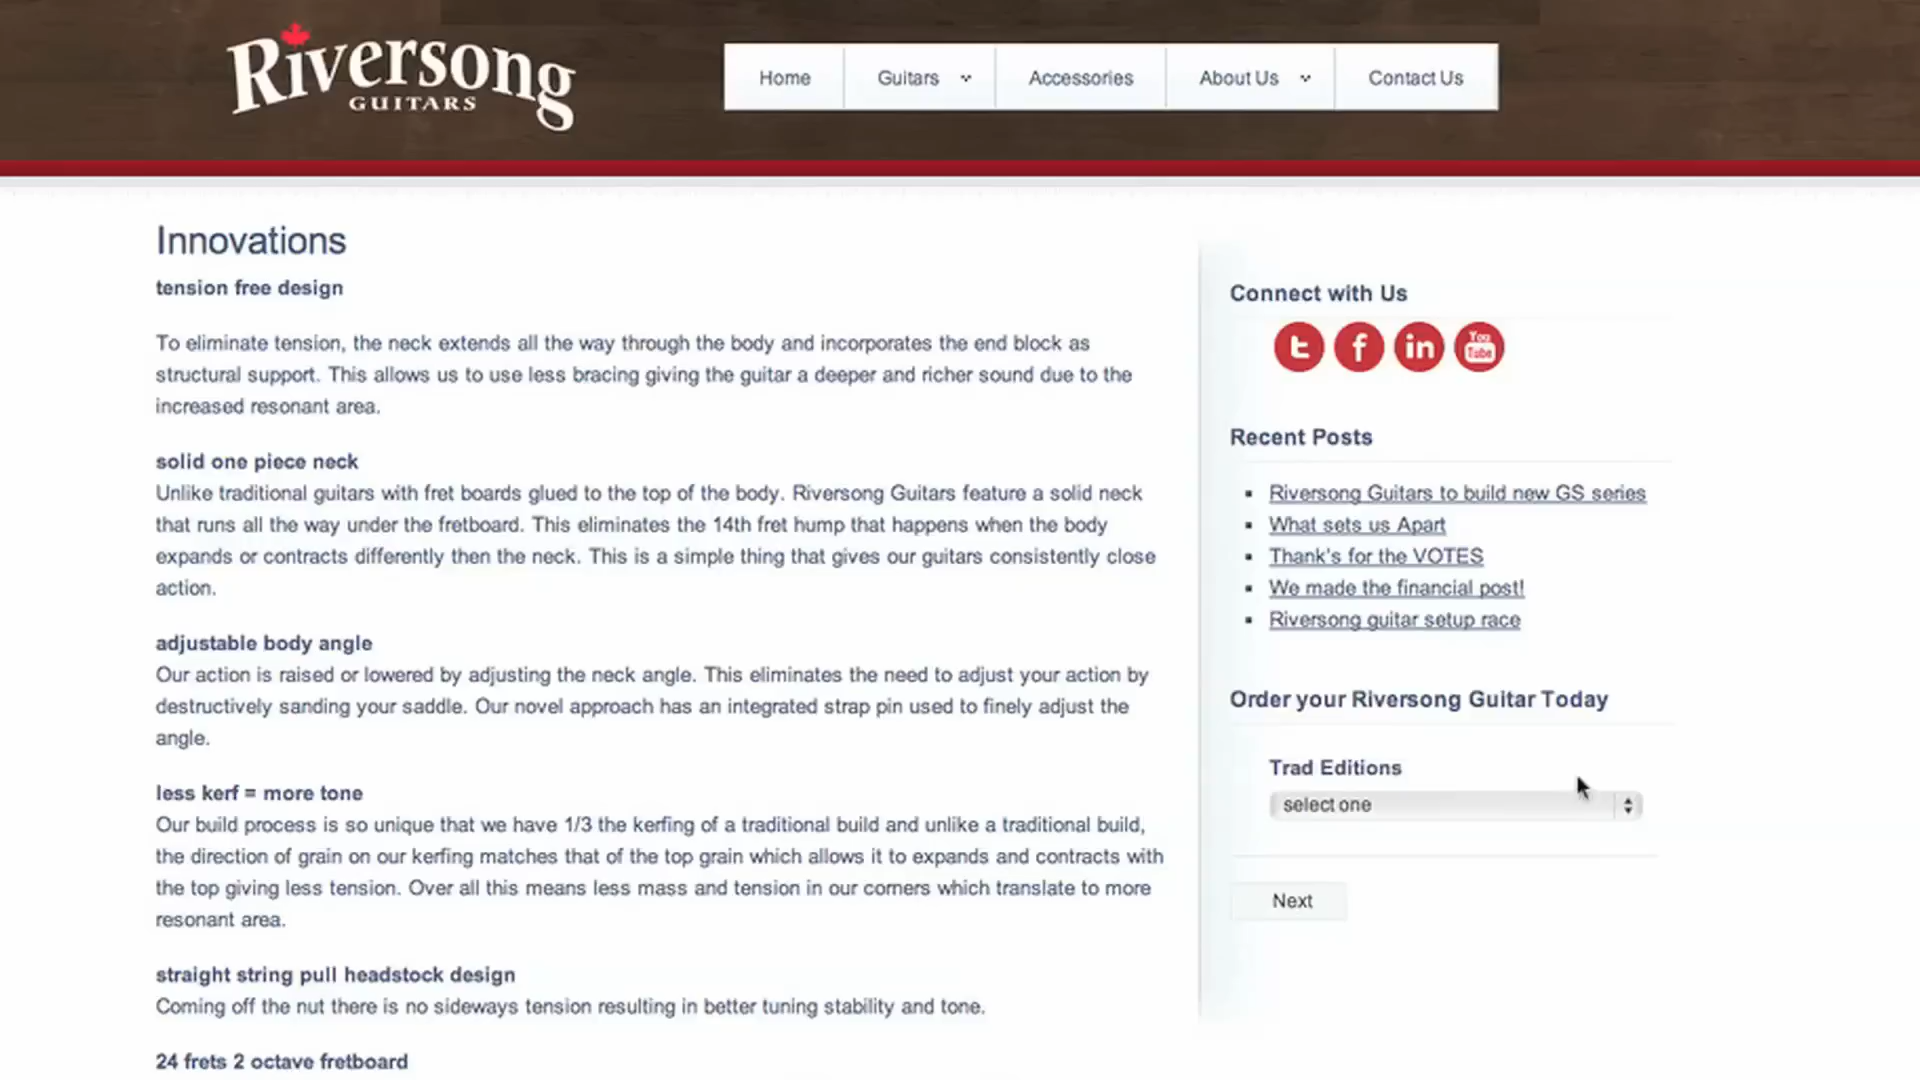 Riversong
GUITARS
Home
Guitars
Accessories
About Us
Contact Us
Innovations
tension free design
To eliminate tension, the neck extends all the way through the body and incorporates the end block as
structural support. This allows us to use less bracing giving the guitar a deeper and richer sound due to the
increased resonant area.
solid one piece neck
Unlike traditional guitars with fret boards glued to the top of the body. Riversong Guitars feature a solid neck
that runs all the way under the fretboard. This eliminates the 14th fret hump that happens when the body
expands or contracts differently then the neck. This is a simple thing that gives our guitars consistently close
action.
adjustable body angle
Our action is raised or lowered by adjusting the neck angle. This eliminates the need to adjust your action by
destructively sanding your saddle. Our novel approach has an integrated strap pin used to finely adjust the
angle.
less kerf = more tone
Our build process is so unique that we have 1/3 the kerfing of a traditional build and unlike a traditional build,
the direction of grain on our kerfing matches that of the top grain which allows it to expands and contracts with
the top giving less tension. Over all this means less mass and tension in our corners which translate to more
resonant area.
straight string pull headstock design
Coming off the nut there is no sideways tension resulting in better tuning stability and tone.
24 frets 2 octave fretboard
Connect with Us
t
f
in
You
Tube
Recent Posts
Riversong Guitars to build new GS series
What sets us Apart
Thank's for the VOTES
We made the financial post!
Riversong guitar setup race
Order your Riversong Guitar Today
Trad Editions
select one
Next